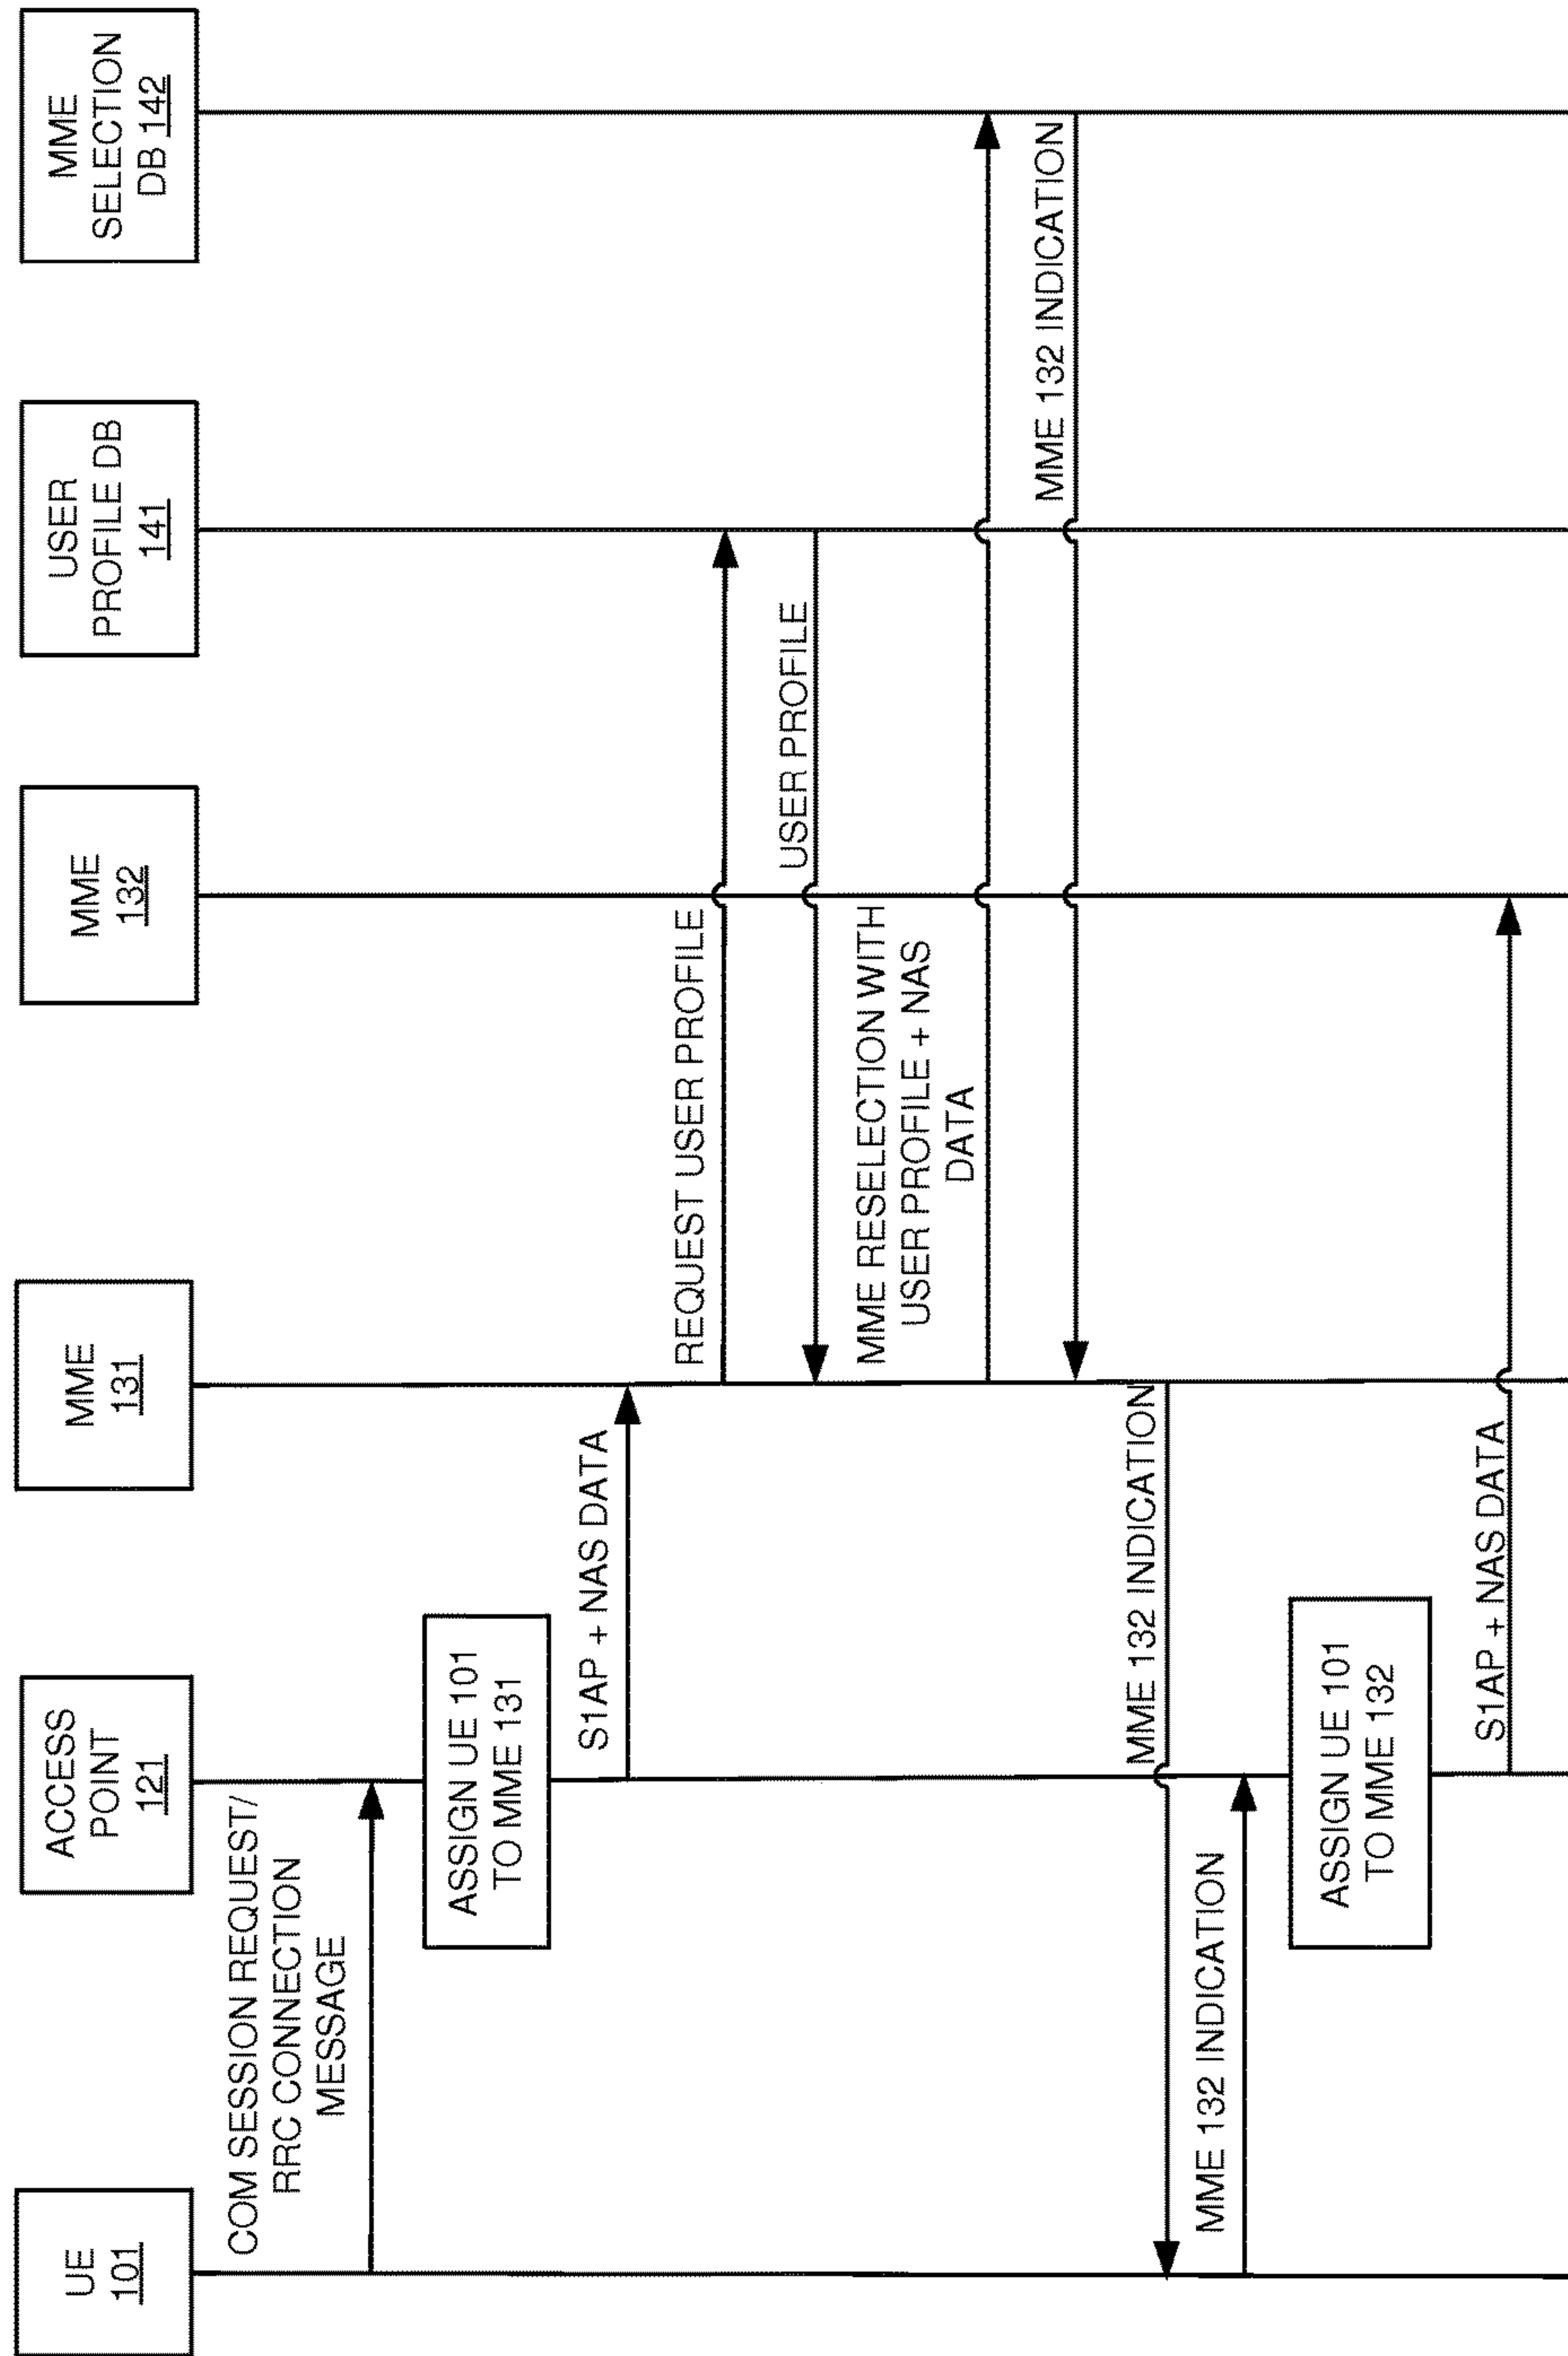 UE
101
ACCESS
POINT
121
MME
131
MME
132
USER
PROFILE DB
141
MME
SELECTION
DB 142
COM SESSION REQUEST/
RRC CONNECTION
MESSAGE
ASSIGN UE 101
TO MME 131
S1AP + NAS DATA
REQUEST USER PROFILE
USER PROFILE
MME RESELECTION WITH
USER PROFILE + NAS
DATA
MME 132 INDICATION
MME 132 INDICATION
MME 132 INDICATION
ASSIGN UE 101
TO MME 132
S1AP + NAS DATA